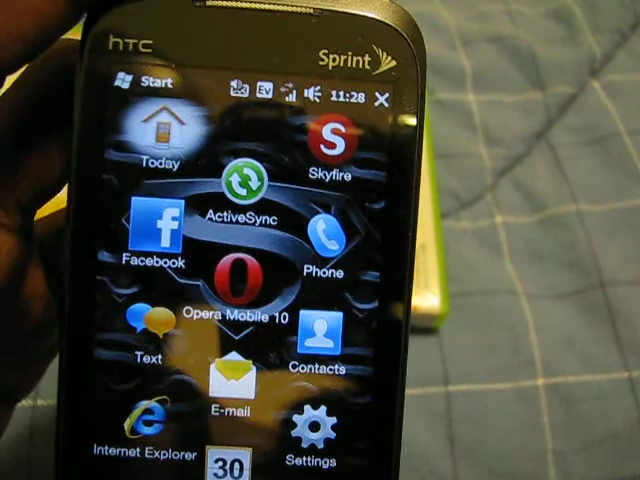 hTC
Sprint
Start
Ev
11:28
Today
S
Skyfire
ActiveSync
f
Facebook
Phone
Opera Mobile 10
Text
Contacts
E-mail
Internet Explorer
Settings
30